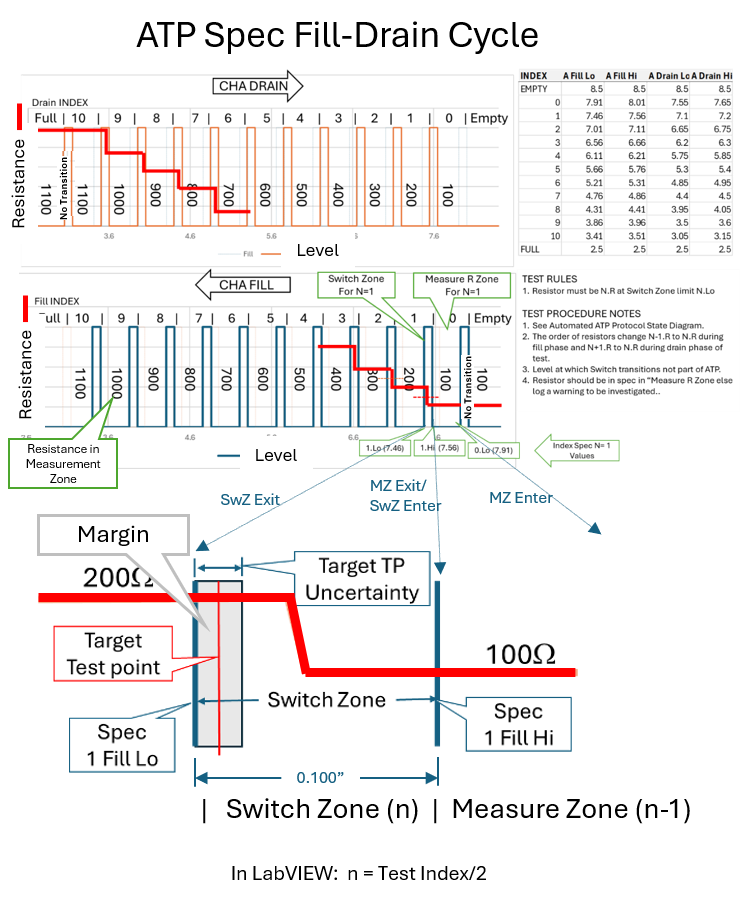 ATP Spec Fill-Drain Cycle
CHA DRAIN
Drain INDEX
Full | 10 | 9 | 8 | 7 | 6 | 5 | 4 | 3 | 2 | 1 | 0 | Empty
Resistance
1100
No Transition
1100
1000
900
800
700
600
500
400
300
200
100
3.6 4.6 5.6 7.6
Fill
Level
INDEX A Fill Lo A Fill Hi A Drain Lo A Drain Hi
EMPTY 8.5 8.5 8.5 8.5
0 7.91 8.01 7.55 7.65
1 7.46 7.56 7.1 7.2
2 7.01 7.11 6.65 6.75
3 6.56 6.66 6.2 6.3
4 6.11 6.21 5.75 5.85
5 5.66 5.76 5.3 5.4
6 5.21 5.31 4.85 4.95
7 4.76 4.86 4.4 4.5
8 4.31 4.41 3.95 4.05
9 3.86 3.96 3.5 3.6
10 3.41 3.51 3.05 3.15
FULL 2.5 2.5 2.5 2.5
CHA FILL
Switch Zone
For N=1
Measure R Zone
For N=1
Fill INDEX
ull | 10 | 9 | 8 | 7 | 6 | 5 | 4 | 3 | 2 | 1 | 0 | Empty
Resistance
1100
1000
900
800
700
600
500
400
300
200
100
No Transition
100
3.6 4.6 5.6 6.6
Level
Resistance in
Measurement
Zone
1.Lo (7.46)
1.Hi (7.56)
0.Lo (7.91)
Index Spec N= 1
Values
TEST RULES
1. Resistor must be N.R at Switch Zone limit N.Lo
TEST PROCEDURE NOTES
1. See Automated ATP Protocol State Diagram.
2. The order of resistors change N-1.R to N.R during
fill phase and N+1.R to N.R during drain phase of
test.
3. Level at which Switch transitions not part of ATP.
4. Resistor should be in spec in "Measure R Zone else
log a warning to be investigated..
SwZ Exit
MZ Exit/
SwZ Enter
MZ Enter
Margin
200Ω
Target TP
Uncertainty
Target
Test point
100Ω
Switch Zone
Spec
1 Fill Lo
Spec
1 Fill Hi
0.100”
| Switch Zone (n) | Measure Zone (n-1)
In LabVIEW: n = Test Index/2